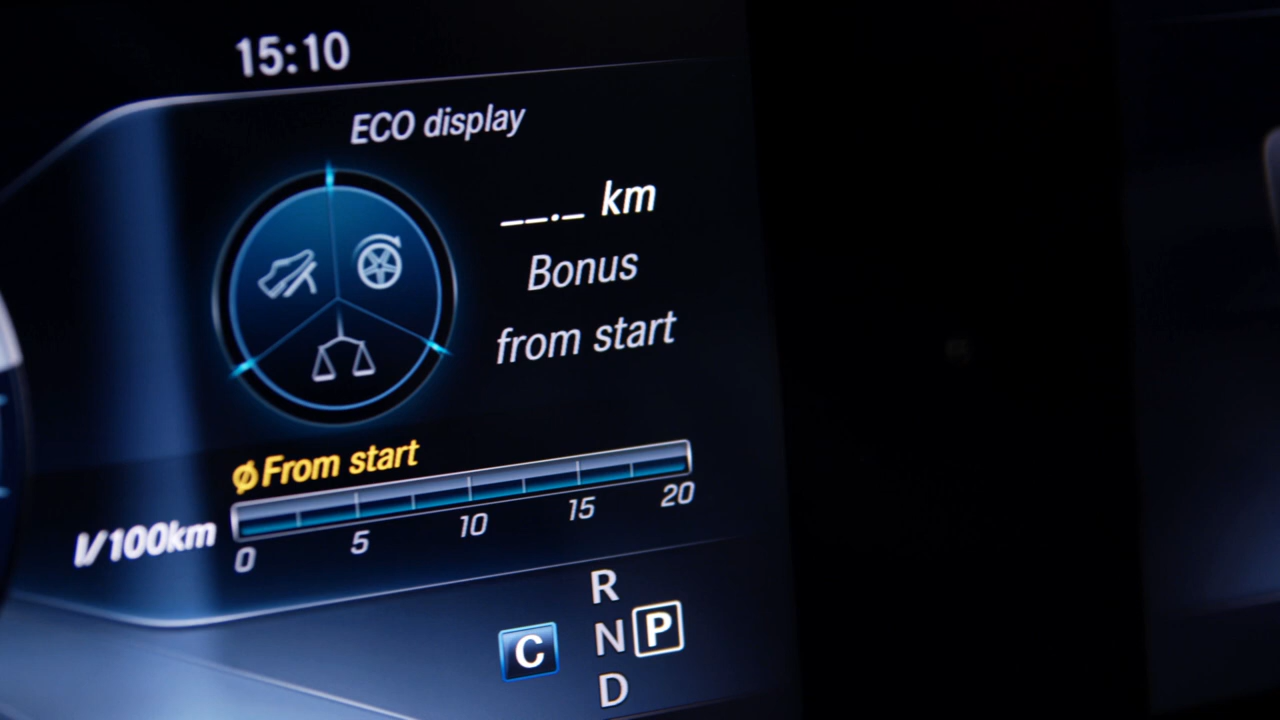 15:10
ECO display
__._ km
Bonus
from start
ø From start
l/100km
0 5 10 15 20
R
C N P
D